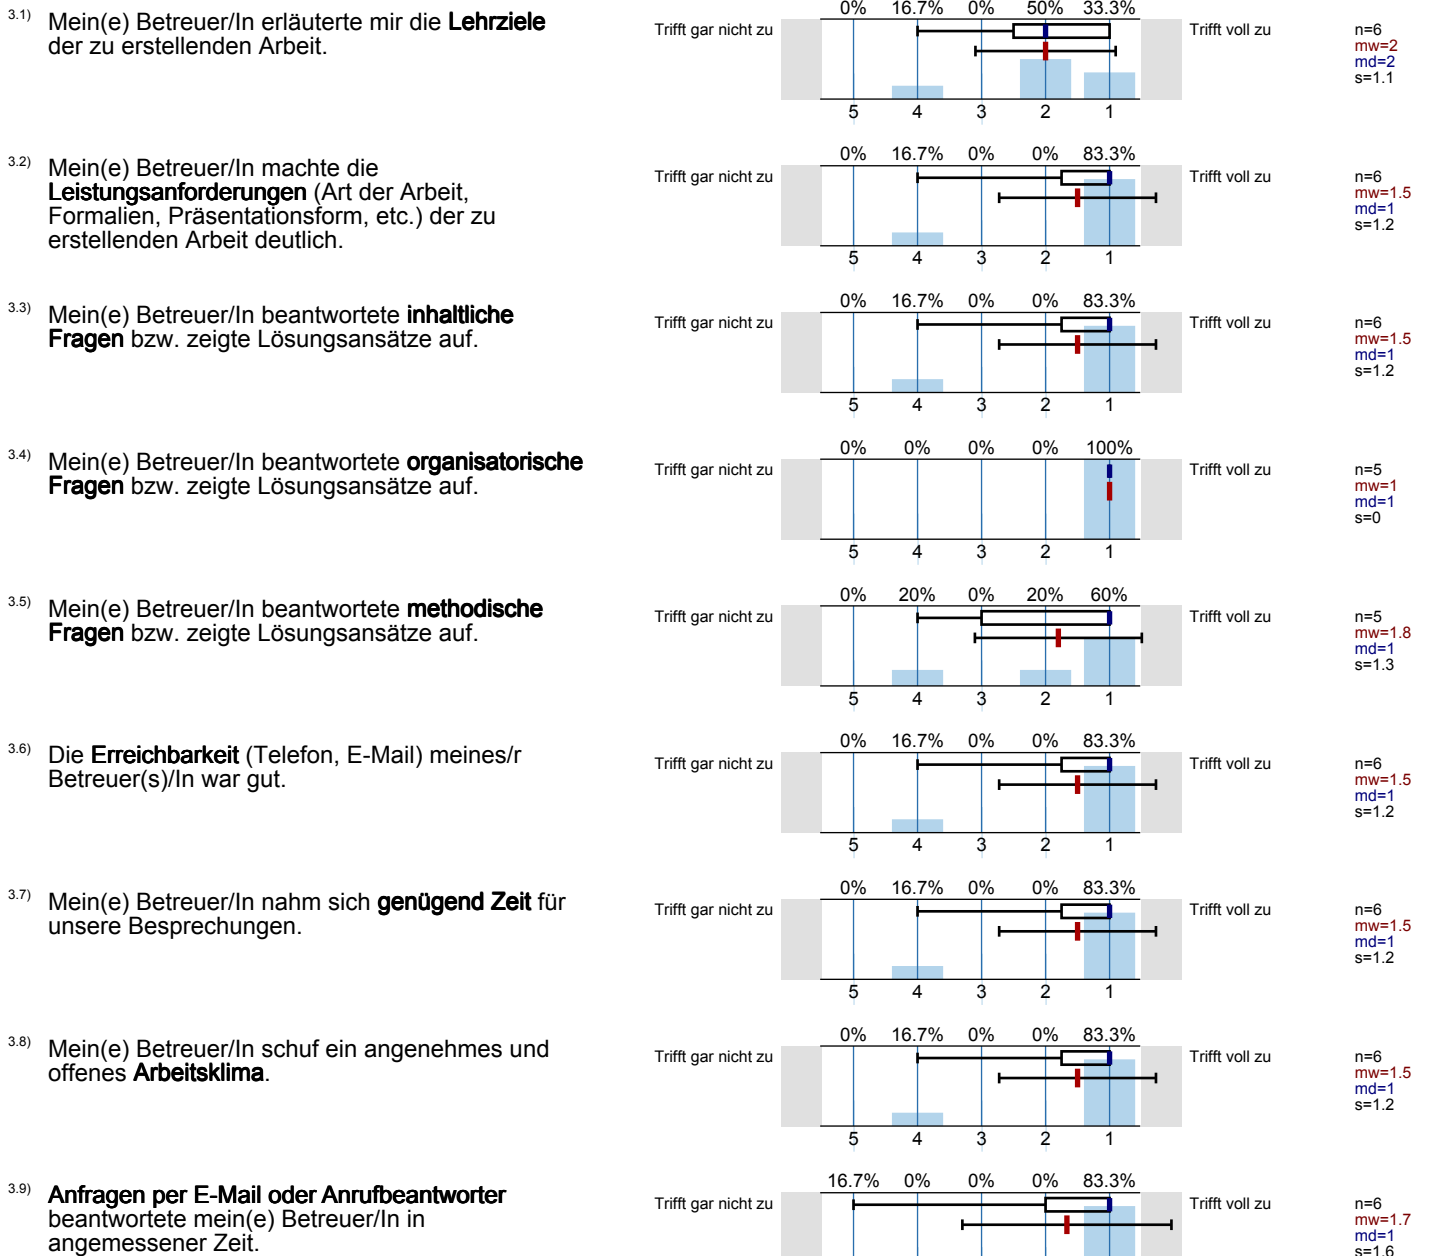 3.1) Mein(e) Betreuer/In erläuterte mir die Lehrziele
der zu erstellenden Arbeit.
0% 16.7% 0% 50% 33.3%
Trifft gar nicht zu Trifft voll zu
n=6
mw=2
md=2
s=1.1
5 4 3 2 1
3.2) Mein(e) Betreuer/In machte die
Leistungsanforderungen (Art der Arbeit,
Formalien, Präsentationsform, etc.) der zu
erstellenden Arbeit deutlich.
0% 16.7% 0% 0% 83.3%
Trifft gar nicht zu Trifft voll zu
n=6
mw=1.5
md=1
s=1.2
5 4 3 2 1
3.3) Mein(e) Betreuer/In beantwortete inhaltliche
Fragen bzw. zeigte Lösungsansätze auf.
0% 16.7% 0% 0% 83.3%
Trifft gar nicht zu Trifft voll zu
n=6
mw=1.5
md=1
s=1.2
5 4 3 2 1
3.4) Mein(e) Betreuer/In beantwortete organisatorische
Fragen bzw. zeigte Lösungsansätze auf.
0% 0% 0% 0% 100%
Trifft gar nicht zu Trifft voll zu
n=5
mw=1
md=1
s=0
5 4 3 2 1
3.5) Mein(e) Betreuer/In beantwortete methodische
Fragen bzw. zeigte Lösungsansätze auf.
0% 20% 0% 20% 60%
Trifft gar nicht zu Trifft voll zu
n=5
mw=1.8
md=1
s=1.3
5 4 3 2 1
3.6) Die Erreichbarkeit (Telefon, E-Mail) meines/r
Betreuer(s)/In war gut.
0% 16.7% 0% 0% 83.3%
Trifft gar nicht zu Trifft voll zu
n=6
mw=1.5
md=1
s=1.2
5 4 3 2 1
3.7) Mein(e) Betreuer/In nahm sich genügend Zeit für
unsere Besprechungen.
0% 16.7% 0% 0% 83.3%
Trifft gar nicht zu Trifft voll zu
n=6
mw=1.5
md=1
s=1.2
5 4 3 2 1
3.8) Mein(e) Betreuer/In schuf ein angenehmes und
offenes Arbeitsklima.
0% 16.7% 0% 0% 83.3%
Trifft gar nicht zu Trifft voll zu
n=6
mw=1.5
md=1
s=1.2
5 4 3 2 1
3.9) Anfragen per E-Mail oder Anrufbeantworter
beantwortete mein(e) Betreuer/In in
angemessener Zeit.
16.7% 0% 0% 0% 83.3%
Trifft gar nicht zu Trifft voll zu
n=6
mw=1.7
md=1
s=1.6